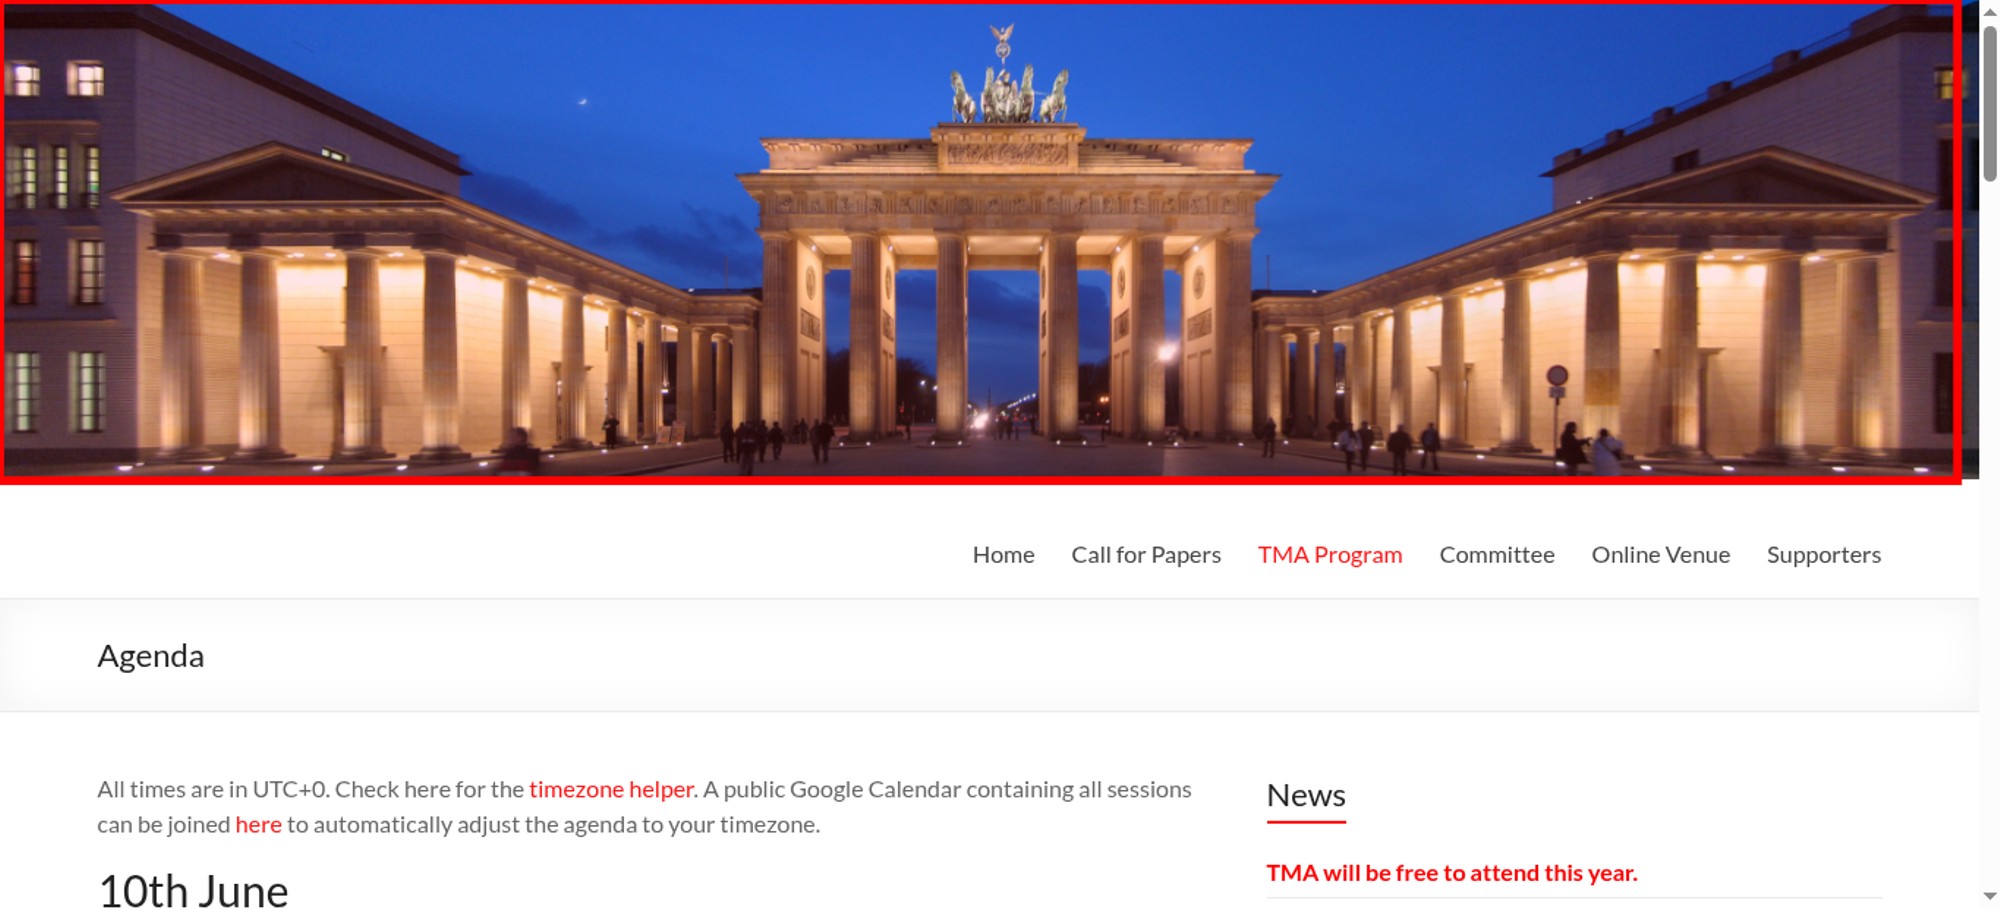 Home Call for Papers TMA Program Committee Online Venue Supporters
Agenda
All times are in UTC+0. Check here for the timezone helper. A public Google Calendar containing all sessions
can be joined here to automatically adjust the agenda to your timezone.
10th June
News
TMA will be free to attend this year.